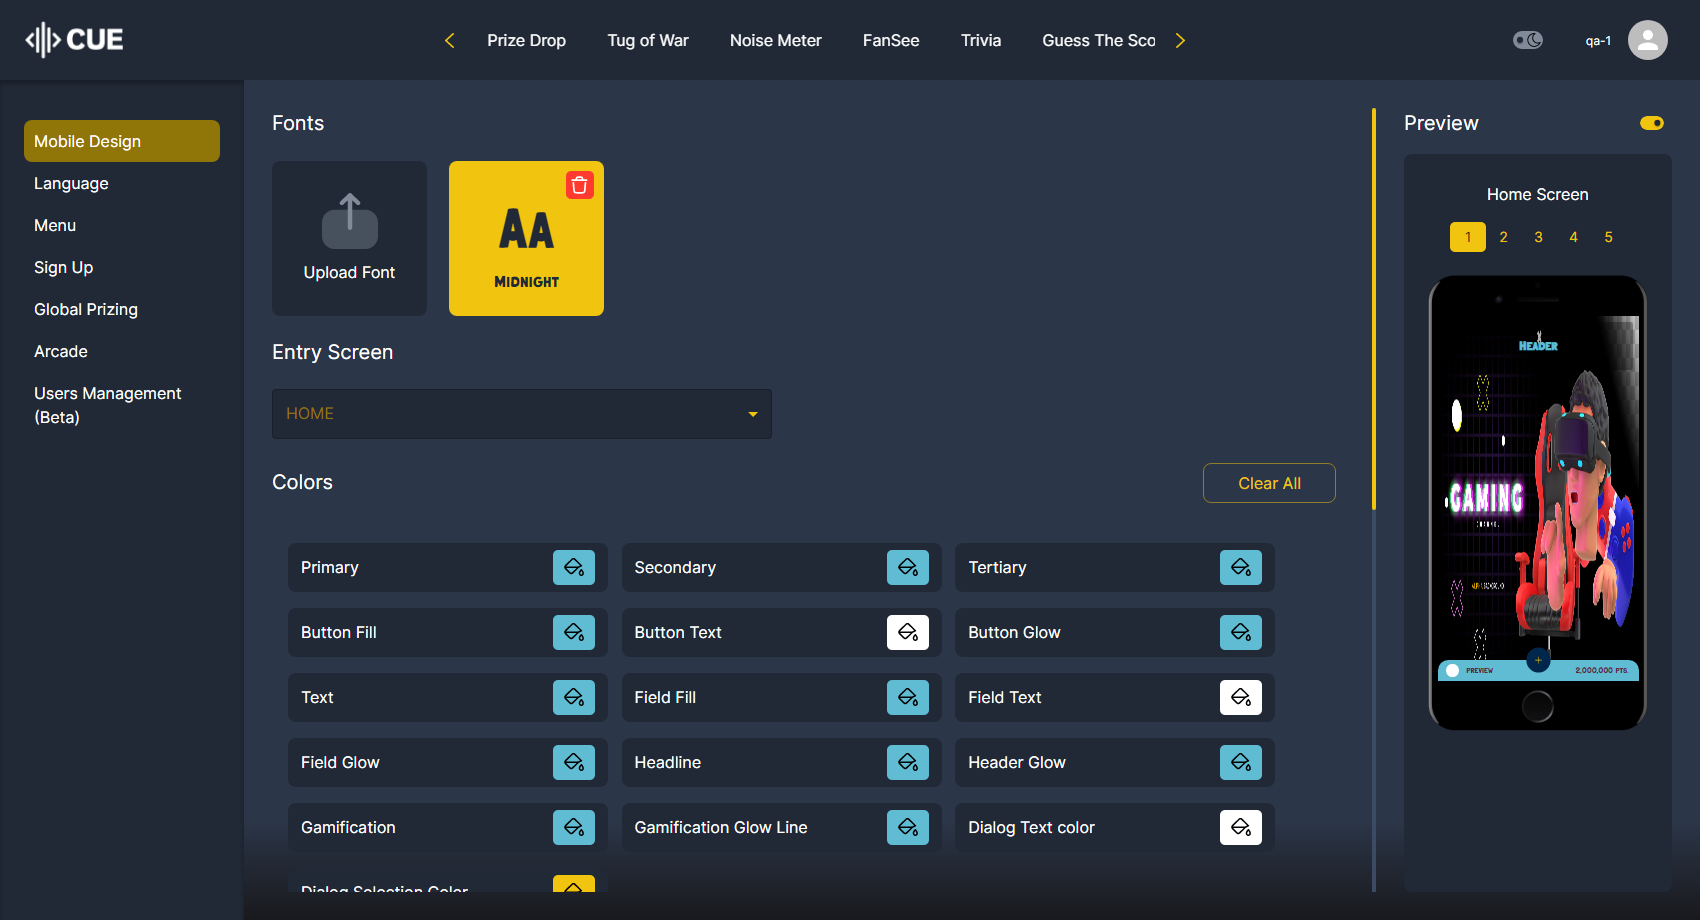 CUE
Prize Drop
Tug of War
Noise Meter
FanSee
Trivia
Guess The Sco
qa-1
Mobile Design
Language
Menu
Sign Up
Global Prizing
Arcade
Users Management
(Beta)
Fonts
Upload Font
AA
MIDNIGHT
Entry Screen
HOME
Colors
Clear All
Primary
Secondary
Tertiary
Button Fill
Button Text
Button Glow
Text
Field Fill
Field Text
Field Glow
Headline
Header Glow
Gamification
Gamification Glow Line
Dialog Text color
Dialog Selection Color
Preview
Home Screen
1 2 3 4 5
HEADER
GAMING
PREVIEW
2,000,000 PTS.